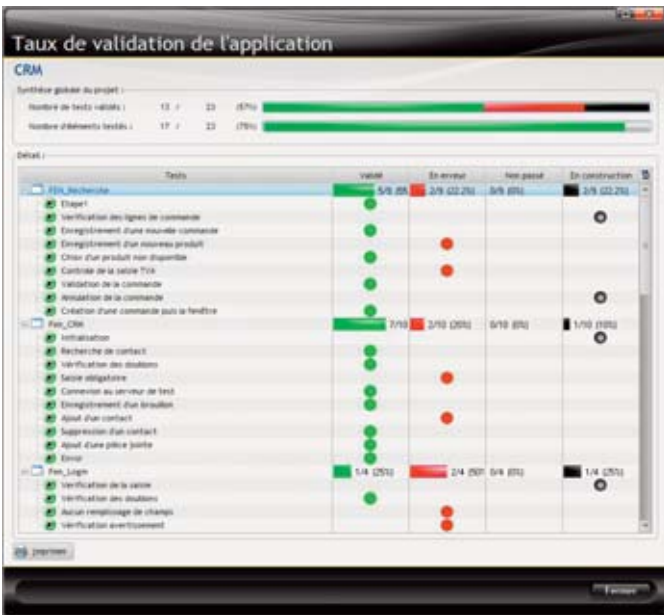 Taux de validation de l'application
CRM
Synthèse globale du projet :
Nombre de tests validés : 13 / 23 (57%)
Nombre d'éléments testés : 17 / 23 (75%)
Détail :
Tests Validé En erreur Non passé En construction
FEN_Recherche 5/9 (55 2/9 (22.2%) 0/9 (0%) 2/9 (22.2%)
Etape1
Vérification des lignes de commande
Enregistrement d'une nouvelle commande
Enregistrement d'un nouveau produit
Choix d'un produit non disponible
Contrôle de la saisie TVA
Validation de la commande
Annulation de la commande
Création d'une commande puis la fenêtre
Fen_CRM 7/10 2/10 (20%) 0/10 (0%) 1/10 (10%)
Initialisation
Recherche de contact
Vérification des doublons
Saisie obligatoire
Connexion au serveur de test
Enregistrement d'un brouillon
Ajout d'un contact
Suppression d'un contact
Ajout d'une pièce jointe
Envoi
Fen_Login 1/4 (25%) 2/4 (50% 0/4 (0%) 1/4 (25%)
Vérification de la saisie
Vérification des doublons
Aucun remplissage de champs
Vérification avertissement
Imprimer
Fermer